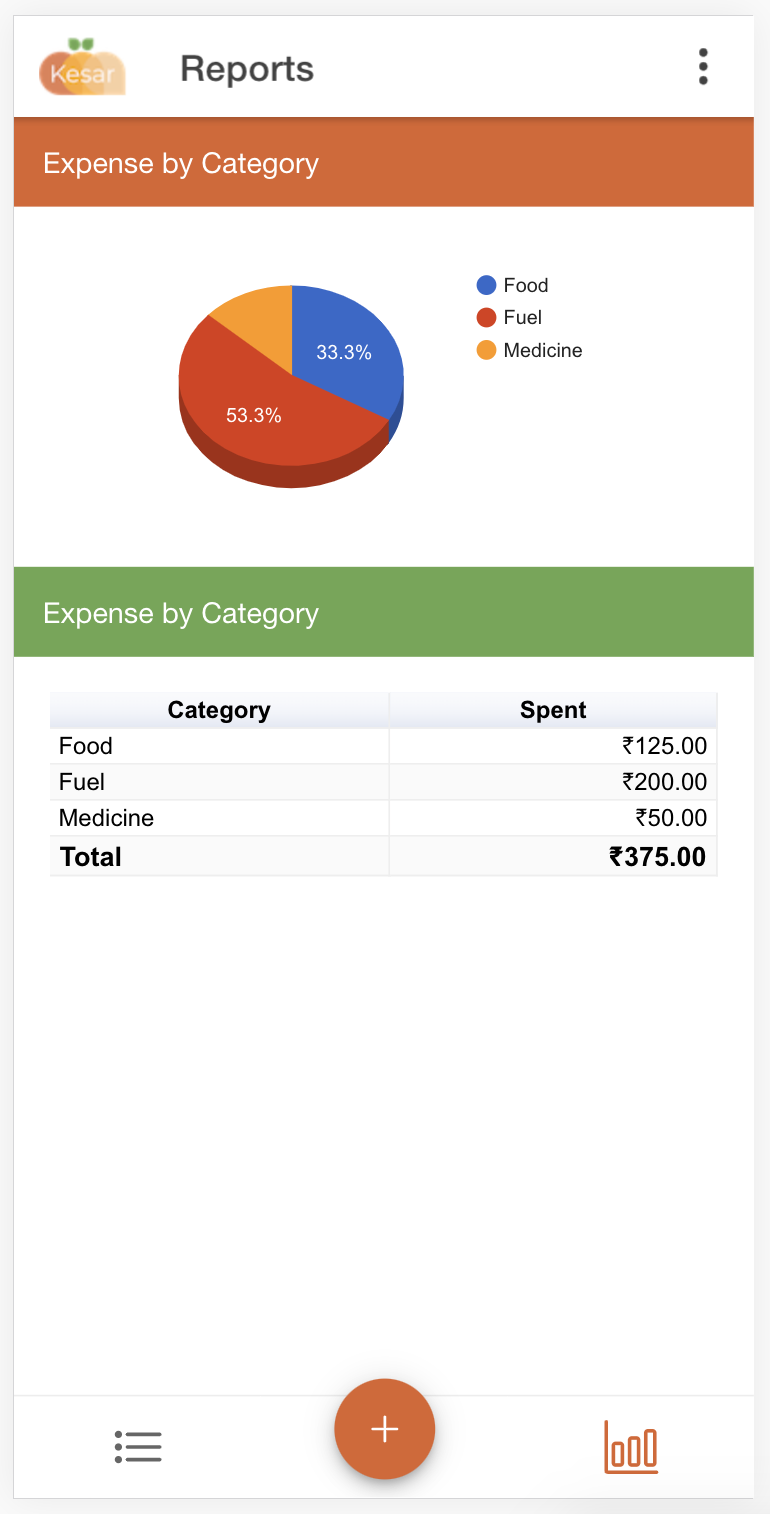 Kesar
Reports
Expense by Category
Food
Fuel
Medicine
33.3%
53.3%
Expense by Category
Category Spent
Food ₹125.00
Fuel ₹200.00
Medicine ₹50.00
Total ₹375.00